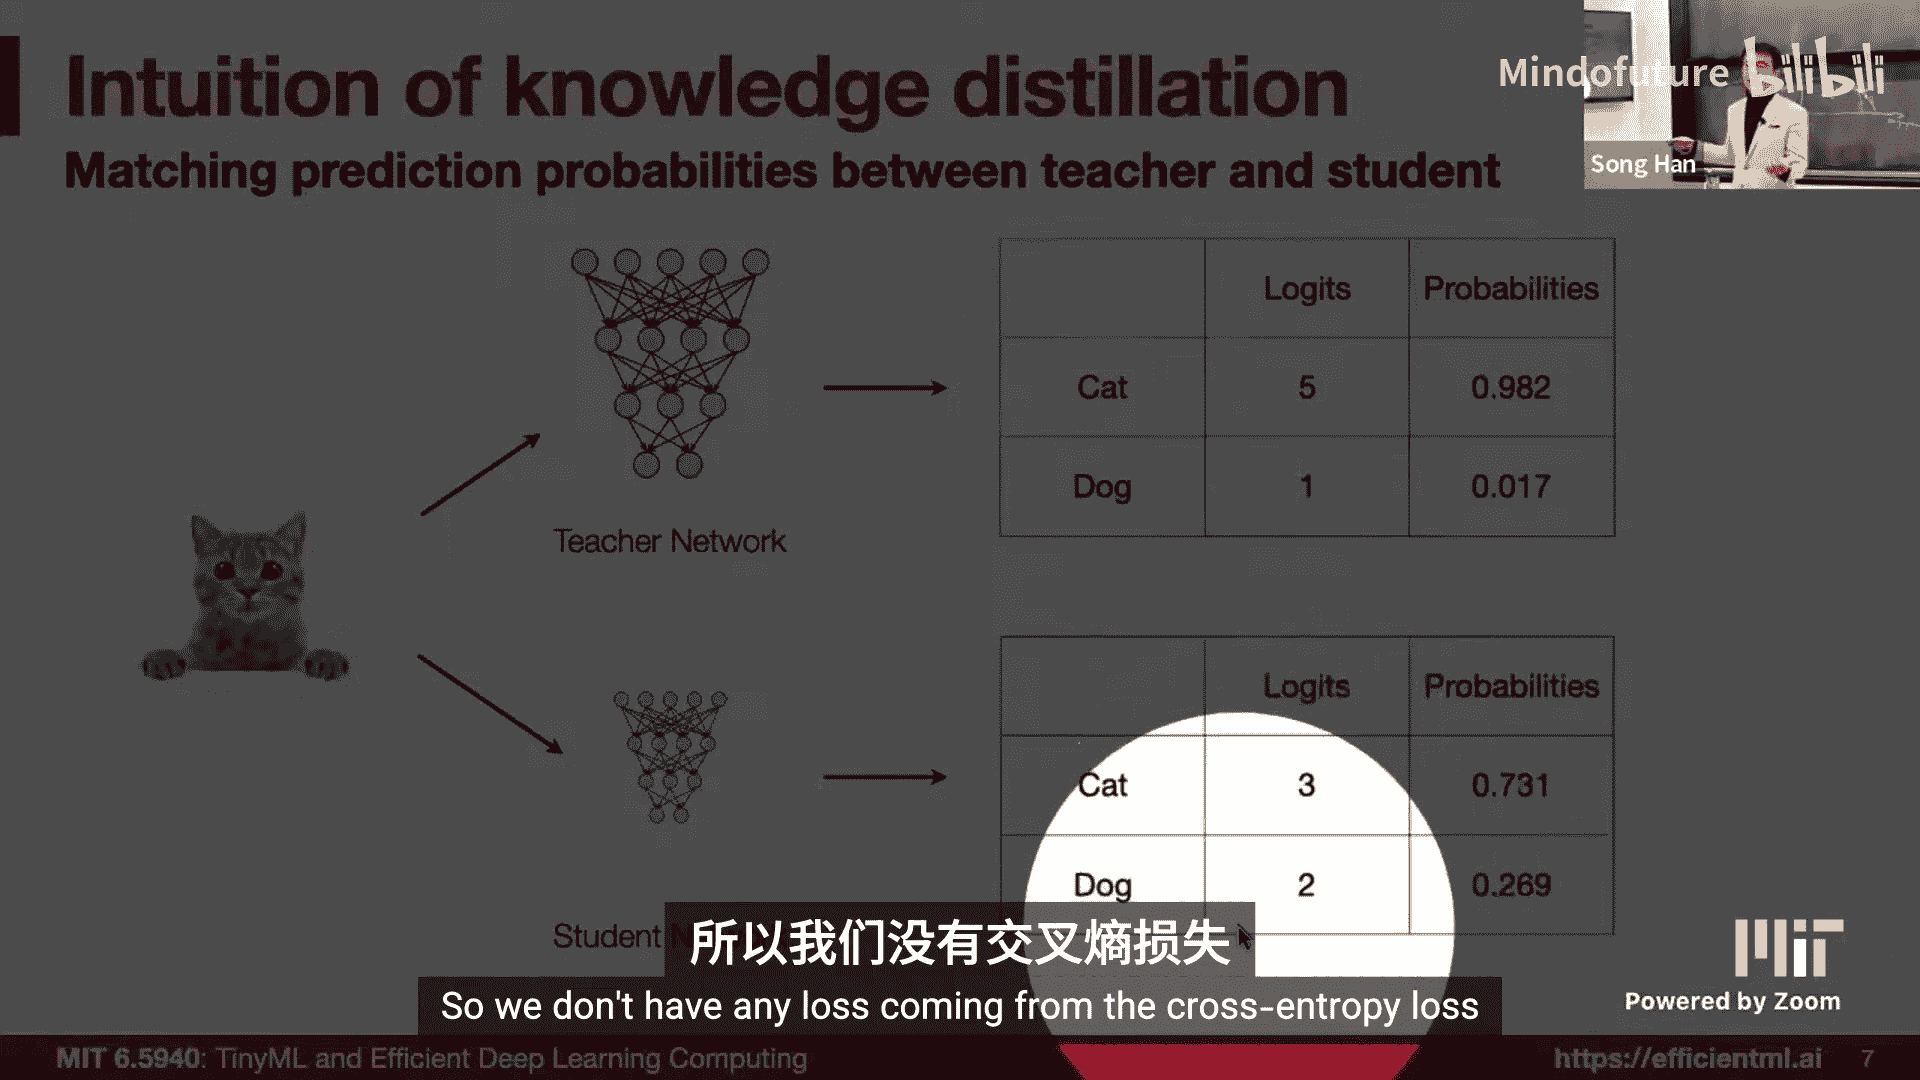 Intuition of knowledge distillation
Mindofuture bilibili
Matching prediction probabilities between teacher and student
Song Han
Logits Probabilities
Cat 5 0.982
Dog 1 0.017
Teacher Network
Logits Probabilities
Cat 3 0.731
Dog 2 0.269
Student
所以我们没有交叉熵损失
So we don't have any loss coming from the cross-entropy loss
MIT
Powered by Zoom
MIT 6.5940: TinyML and Efficient Deep Learning Computing
https://efficientml.ai 7